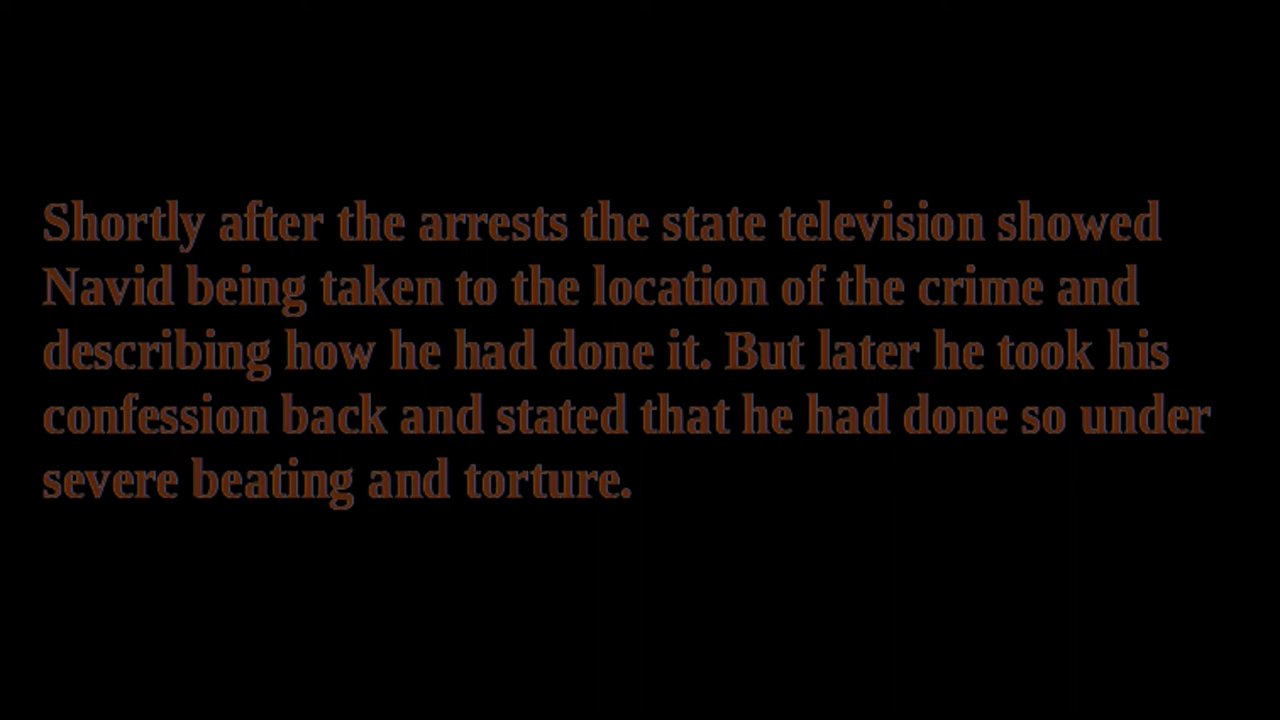 Shortly after the arrests the state television showed
Navid being taken to the location of the crime and
describing how he had done it. But later he took his
confession back and stated that he had done so under
severe beating and torture.